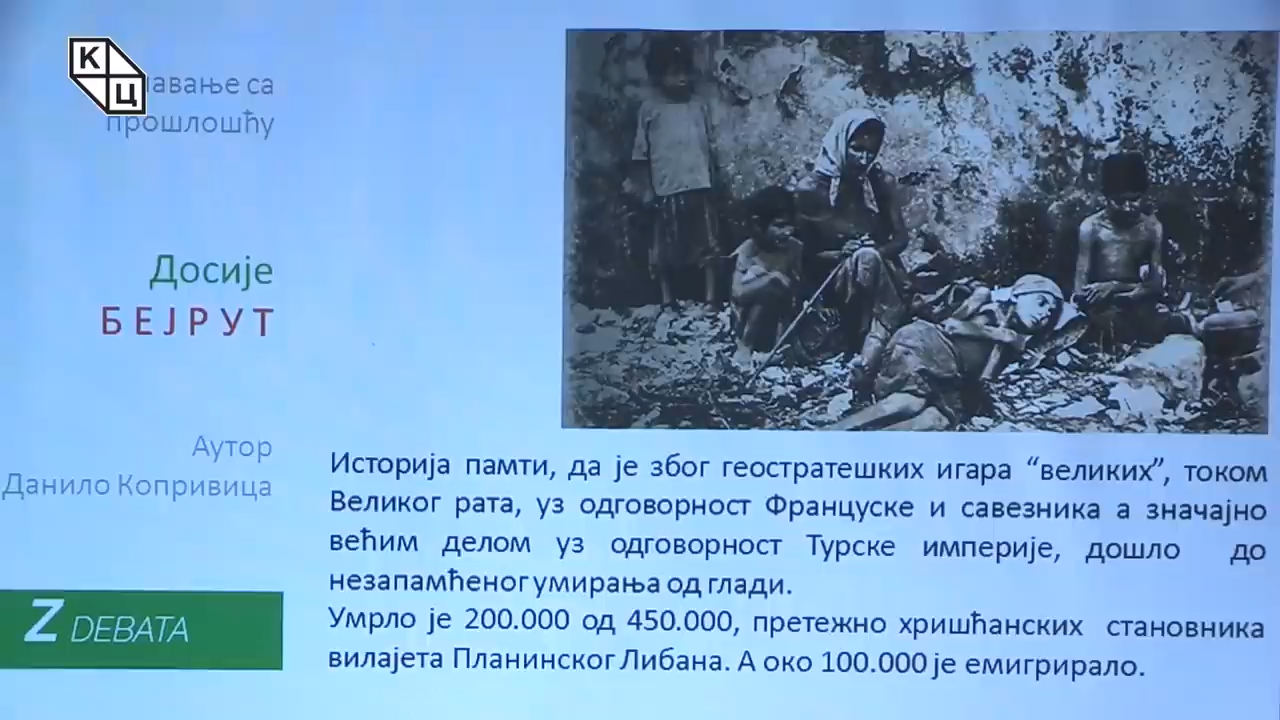 К
Ц
са
прошлошћу
Досије
БЕЈРУТ
Аутор
Данило Копривица
Z DEBATA
Историја памти, да је због геостратешких игара “великих”, током
Великог рата, уз одговорност Француске и савезника а значајно
већим делом уз одговорност Турске империје, дошло до
незапамћеног умирања од глади.
Умрло је 200.000 од 450.000, претежно хришћанских становника
вилајета Планинског Либана. А око 100.000 је емигрирало.